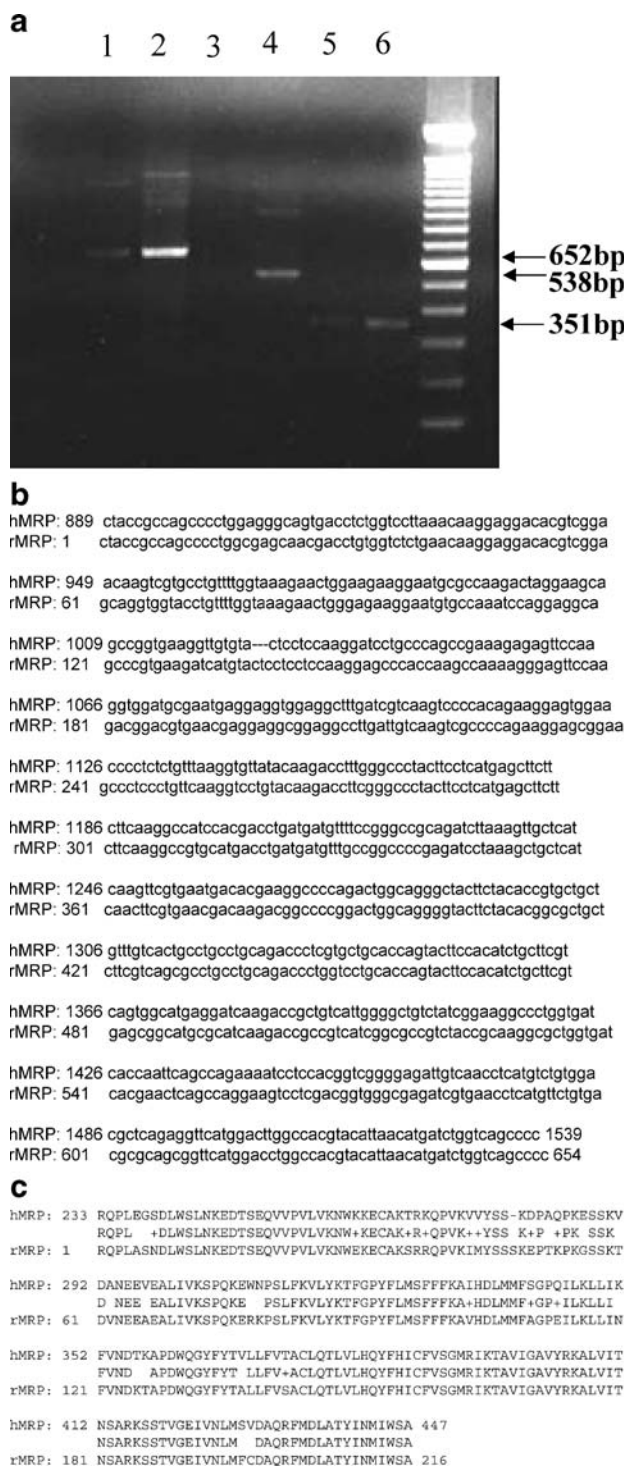 a
1 2 3 4 5 6
652bp
538bp
351bp
b
hMRP: 889 ctaccgccagcccctggagggcagtgacctctggtccttaaacaaggaggacacgtcgga
rMRP: 1 ctaccgccagcccctggcgagcaacgacctgtggtctctgaacaaggaggacacgtcgga
hMRP: 949 acaagtcgtgcctgttttggtaaagaactggaagaaggaatgcgccaagactaggaagca
rMRP: 61 gcaggtggtacctgttttggtaaagaactgggagaaggaatgtgccaaatccaggaggca
hMRP: 1009 gccggtgaaggttgtgta---ctcctccaaggatcctgcccagccgaaagagagttccaa
rMRP: 121 gcccgtgaagatcatgtactcctcctccaaggagcccaccaagccaaaagggagttccaa
hMRP: 1066 ggtggatgcgaatgaggaggtggaggctttgatcgtcaagtccccacagaaggagtggaa
rMRP: 181 gacggacgtgaacgaggaggcggaggccttgattgtcaagtcgccccagaaggagcggaa
hMRP: 1126 cccctctctgtttaaggtgttatacaagacctttgggccctacttcctcatgagcttctt
rMRP: 241 gccctccctgttcaaggtcctgtacaagaccttcgggccctacttcctcatgagcttctt
hMRP: 1186 cttcaaggccatccacgacctgatgatgttttccgggccgcagatcttaaagttgctcat
rMRP: 301 cttcaaggccgtgcatgacctgatgatgtttgccggccccgagatcctaaagctgctcat
hMRP: 1246 caagttcgtgaatgacacgaaggccccagactggcagggctacttctacaccgtgctgct
rMRP: 361 caacttcgtgaacgacaagacggccccggactggcaggggtacttctacacggcgctgct
hMRP: 1306 gtttgtcactgcctgcctgcagaccctcgtgctgcaccagtacttccacatctgcttcgt
rMRP: 421 cttcgtcagcgcctgcctgcagaccctggtcctgcaccagtacttccacatctgcttcgt
hMRP: 1366 cagtggcatgaggatcaagaccgctgtcattggggctgtctatcggaaggccctggtgat
rMRP: 481 gagcggcatgcgcatcaagaccgccgtcatcggcgccgtctaccgcaaggcgctggtgat
hMRP: 1426 caccaattcagccagaaaatcctccacggtcggggagattgtcaacctcatgtctgtgga
rMRP: 541 cacgaactcagccaggaagtcctcgacggtgggcgagatcgtgaacctcatgttctgtga
hMRP: 1486 cgctcagaggttcatggacttggccacgtacattaacatgatctggtcagcccc 1539
rMRP: 601 cgcgcagcggttcatggacctggccacgtacattaacatgatctggtcagcccc 654
c
hMRP: 233 RQPLEGSDLWSLNKEDTSEQVVPVLVKNWKKECAKTRKQPVKVVYSS-KDPAQPKESSKV
RQPL +DLWSLNKEDTSEQVVPVLVKNW+KECAK+R+QPVK++YSS K+P +PK SSK
rMRP: 1 RQPLASNDLWSLNKEDTSEQVVPVLVKNWEKECAKSRRQPVKIMYSSSKEPTKPKGSSKT
hMRP: 292 DANEEVEALIVKSPQKEWNPSLFKVLYKTFGPYFLMSFFFKAIHDLMMFSGPQILKLLIK
D NEE EALIVKSPQKE PSLFKVLYKTFGPYFLMSFFFKA+HDLMMF+GP+ILKLLI
rMRP: 61 DVNEEAEALIVKSPQKERKPSLFKVLYKTFGPYFLMSFFFKAVHDLMMFAGPEILKLLIN
hMRP: 352 FVNDTKAPDWQGYFYTVLLFVTACLQTLVLHQYFHICFVSGMRIKTAVIGAVYRKALVIT
FVND APDWQGYFYT LLFV+ACLQTLVLHQYFHICFVSGMRIKTAVIGAVYRKALVIT
rMRP: 121 FVNDKTAPDWQGYFYTALLFVSACLQTLVLHQYFHICFVSGMRIKTAVIGAVYRKALVIT
hMRP: 412 NSARKSSTVGEIVNLMSVDAQRFMDLATYINMIWSA 447
NSARKSSTVGEIVNLM DAQRFMDLATYINMIWSA
rMRP: 181 NSARKSSTVGEIVNLMFCDAQRFMDLATYINMIWSA 216